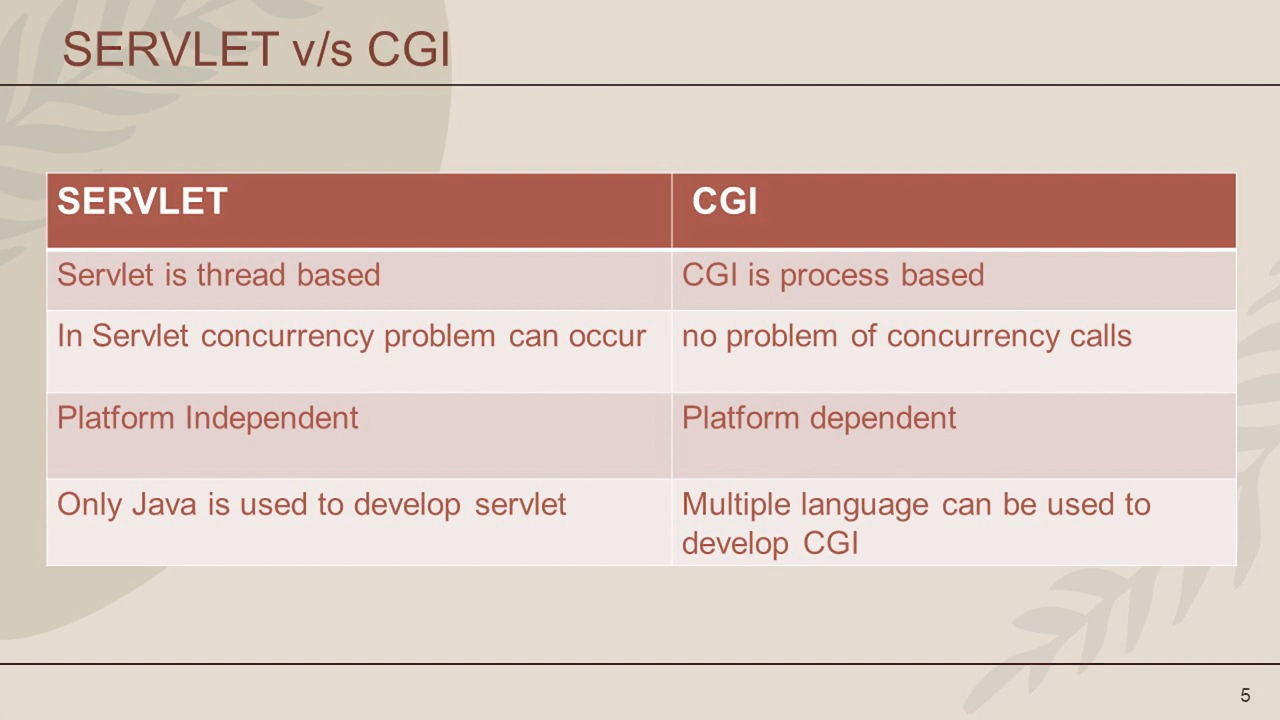 SERVLET v/s CGI
SERVLET
CGI
Servlet is thread based
CGI is process based
In Servlet concurrency problem can occur
no problem of concurrency calls
Platform Independent
Platform dependent
Only Java is used to develop servlet
Multiple language can be used to
develop CGI
5